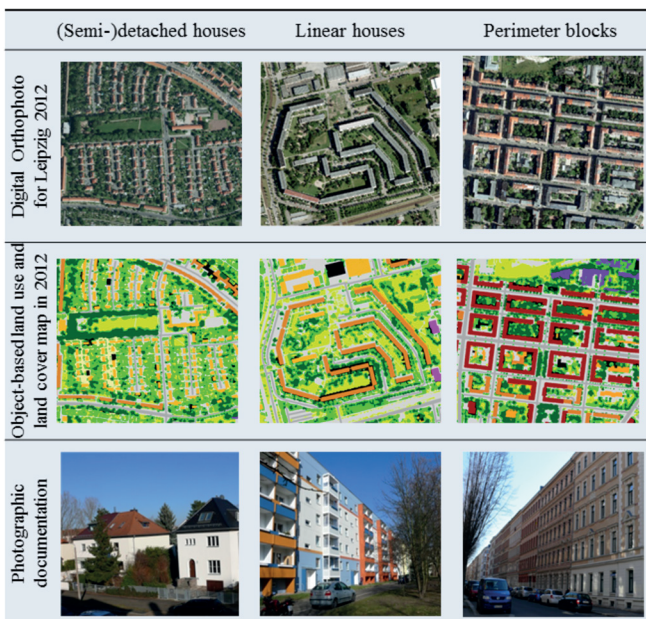 (Semi-)detached houses
Linear houses
Perimeter blocks
Digital Orthophoto
for Leipzig 2012
Object-based land use and
land cover map in 2012
Photographic
documentation